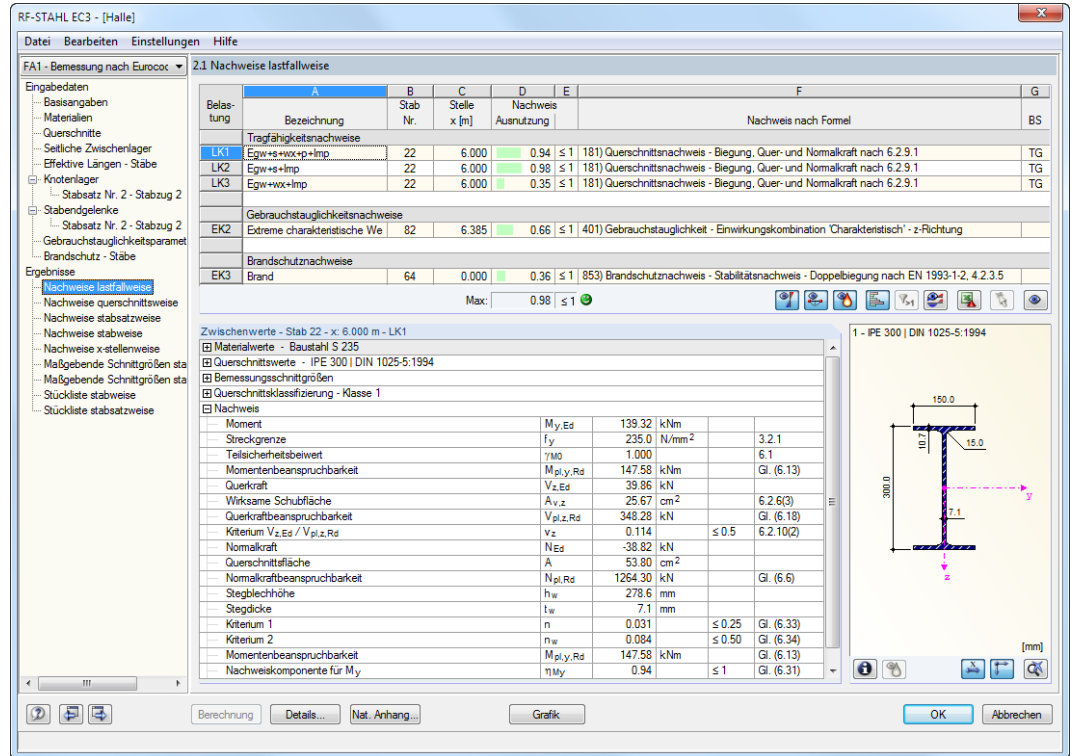 RF-STAHL EC3 - [Halle]
Datei Bearbeiten Einstellungen Hilfe
FA1 - Bemessung nach Eurococ
2.1 Nachweise lastfallweise
Eingabedaten
Basisangaben
Materialien
Querschnitte
Seitliche Zwischenlager
Effektive Längen - Stäbe
Knotenlager
Stabsatz Nr. 2 - Stabzug 2
Stabendgelenke
Stabsatz Nr. 2 - Stabzug 2
Gebrauchstauglichkeitsparamet
Brandschutz - Stäbe
Ergebnisse
Nachweise lastfallweise
Nachweise querschnittsweise
Nachweise stabsatzweise
Nachweise stabweise
Nachweise x-stellenweise
Maßgebende Schnittgrößen sta
Maßgebende Schnittgrößen sta
Stückliste stabweise
Stückliste stabsatzweise
A B C D E F G
Belas- Stab Stelle Nachweis
tung Bezeichnung Nr. x [m] Ausnutzung Nachweis nach Formel BS
Tragfähigkeitsnachweise
LK1 Egw+s+wx+p+Imp 22 6.000 0.94 ≤ 1 181) Querschnittsnachweis - Biegung, Quer- und Normalkraft nach 6.2.9.1 TG
LK2 Egw+s+Imp 22 6.000 0.98 ≤ 1 181) Querschnittsnachweis - Biegung, Quer- und Normalkraft nach 6.2.9.1 TG
LK3 Egw+wx+Imp 22 6.000 0.35 ≤ 1 181) Querschnittsnachweis - Biegung, Quer- und Normalkraft nach 6.2.9.1 TG
Gebrauchstauglichkeitsnachweise
EK2 Extreme charakteristische We 82 6.385 0.66 ≤ 1 401) Gebrauchstauglichkeit - Einwirkungskombination 'Charakteristisch' - z-Richtung
Brandschutznachweise
EK3 Brand 64 0.000 0.36 ≤ 1 853) Brandschutznachweis - Stabilitätsnachweis - Doppelbiegung nach EN 1993-1-2, 4.2.3.5
Max: 0.98 ≤ 1
Zwischenwerte - Stab 22 - x: 6.000 m - LK1
Materialwerte - Baustahl S 235
Querschnittswerte - IPE 300 | DIN 1025-5:1994
Bemessungsschnittgrößen
Querschnittsklassifizierung - Klasse 1
Nachweis
Moment My,Ed 139.32 kNm
Streckgrenze fy 235.0 N/mm² 3.2.1
Teilsicherheitsbeiwert γM0 1.000 6.1
Momentenbeanspruchbarkeit Mpl,y,Rd 147.58 kNm Gl. (6.13)
Querkraft Vz,Ed 39.86 kN
Wirksame Schubfläche Av,z 25.67 cm² 6.2.6(3)
Querkraftbeanspruchbarkeit Vpl,z,Rd 348.28 kN Gl. (6.18)
Kriterium Vz,Ed / Vpl,z,Rd vz 0.114 ≤ 0.5 6.2.10(2)
Normalkraft NEd -38.82 kN
Querschnittsfläche A 53.80 cm²
Normalkraftbeanspruchbarkeit Npl,Rd 1264.30 kN Gl. (6.6)
Stegblechhöhe hw 278.6 mm
Stegdicke tw 7.1 mm
Kriterium 1 n 0.031 ≤ 0.25 Gl. (6.33)
Kriterium 2 nw 0.084 ≤ 0.50 Gl. (6.34)
Momentenbeanspruchbarkeit Mpl,y,Rd 147.58 kNm Gl. (6.13)
Nachweiskomponente für My ηMy 0.94 ≤ 1 Gl. (6.31)
1 - IPE 300 | DIN 1025-5:1994
150.0
10.7
15.0
300.0
y
7.1
z
[mm]
Berechnung Details... Nat. Anhang... Grafik OK Abbrechen